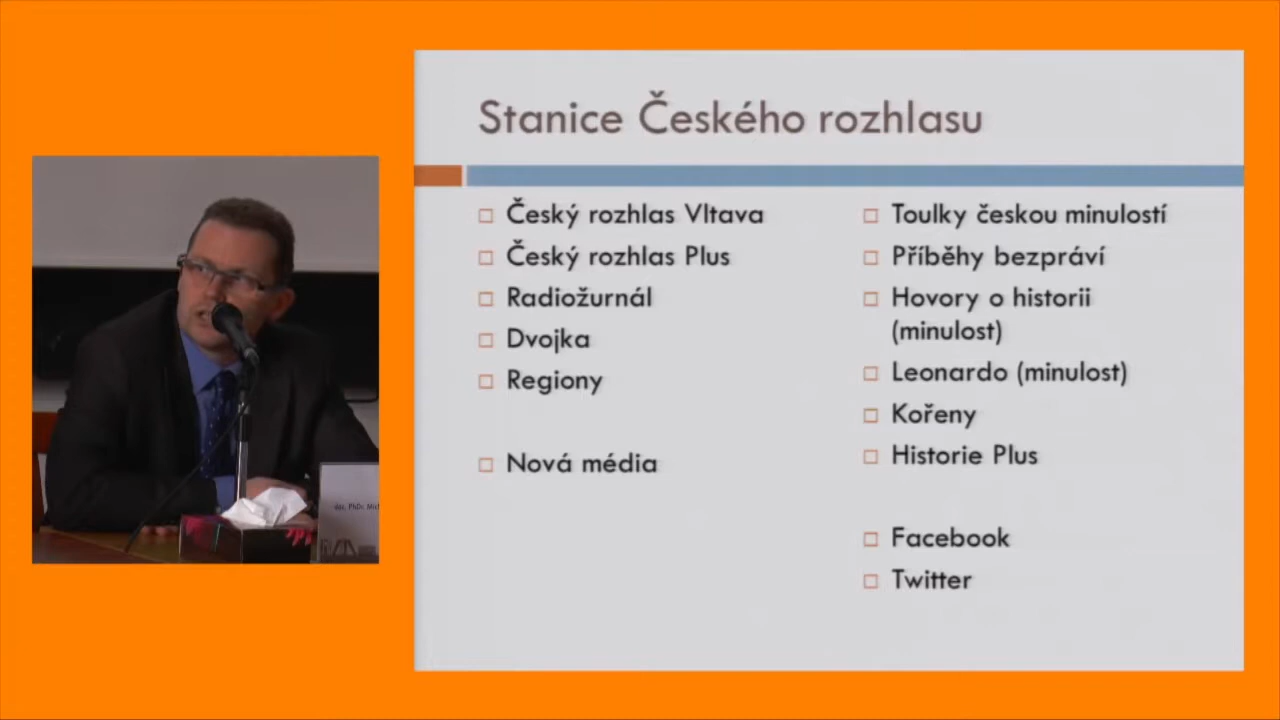 Stanice Českého rozhlasu
Český rozhlas Vltava
Český rozhlas Plus
Radiožurnál
Dvojka
Regiony
Nová média
Toulky českou minulostí
Příběhy bezpráví
Hovory o historii
(minulost)
Leonardo (minulost)
Kořeny
Historie Plus
Facebook
Twitter